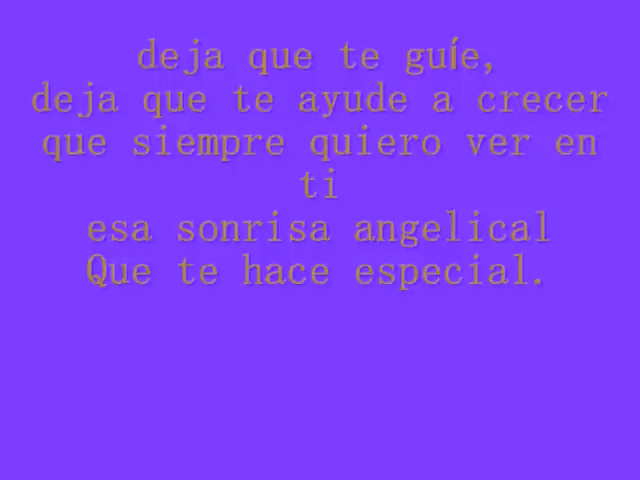 deja que te guíe,
deja que te ayude a crecer
que siempre quiero ver en
ti
esa sonrisa angelical
Que te hace especial.